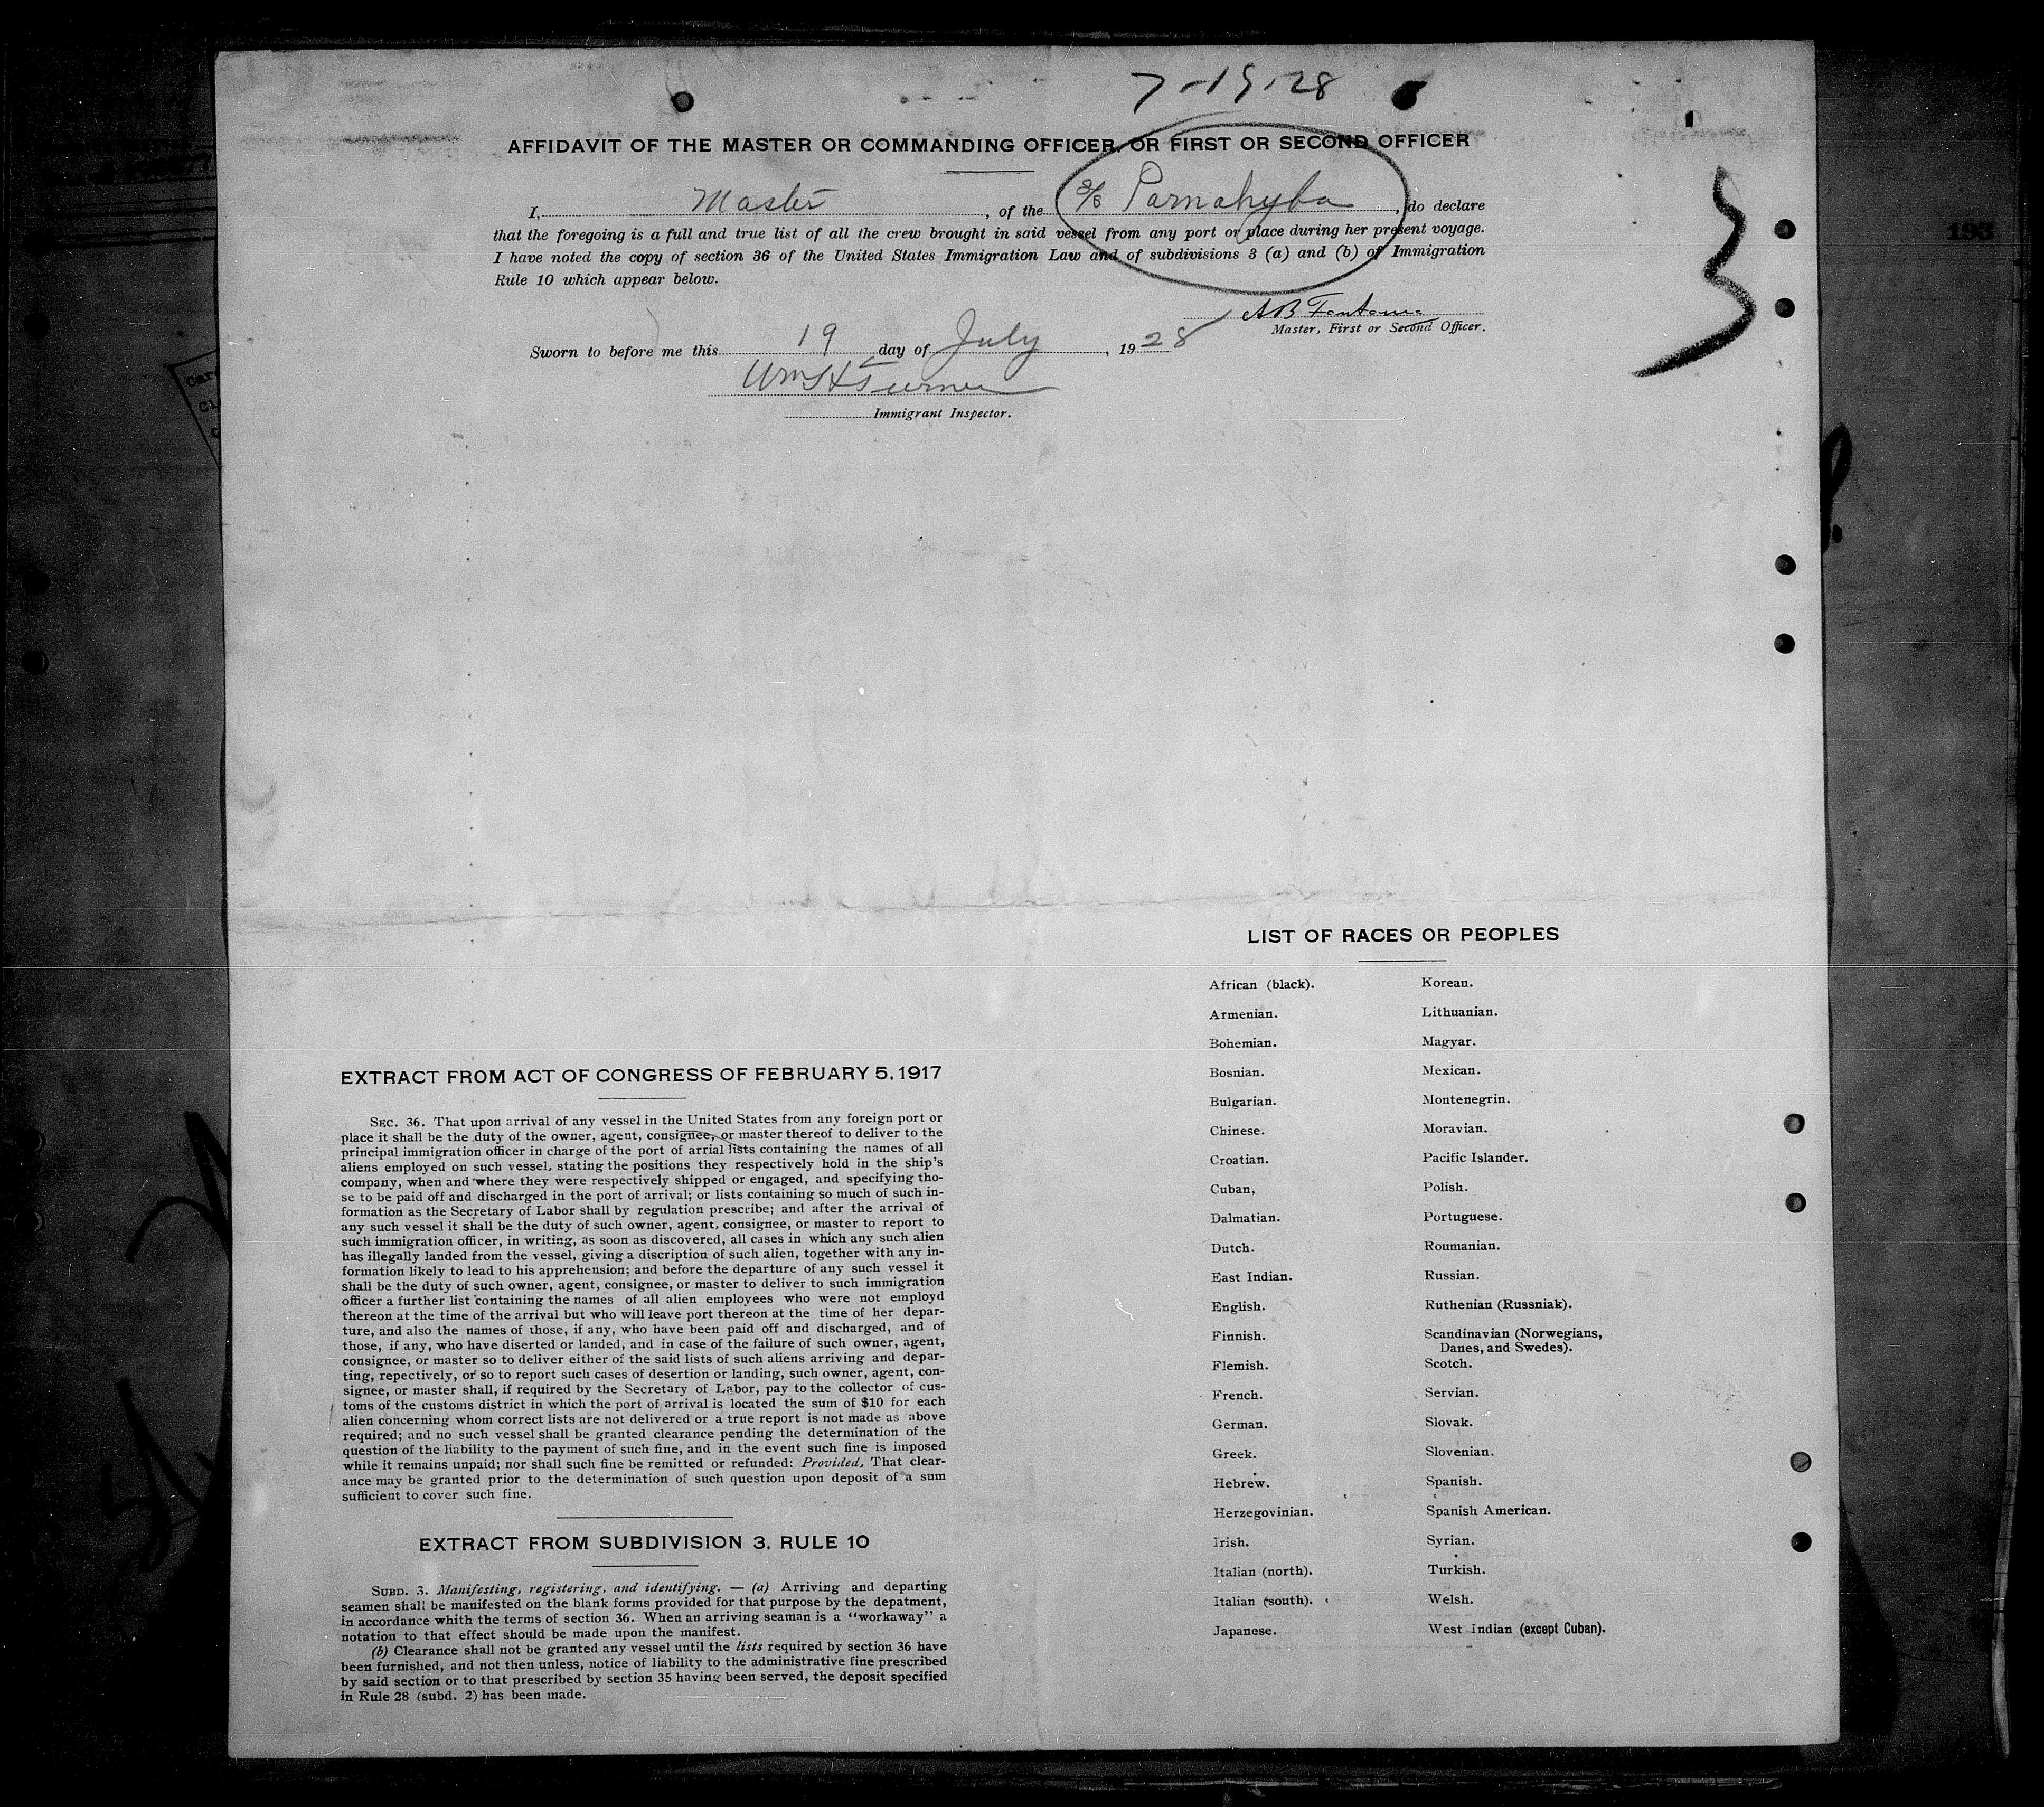 7-19-28
AFFIDAVIT OF THE MASTER OR COMMANDING OFFICER, OR FIRST OR SECOND OFFICER
I, Master, of the S/S Parnahyba, do declare
that the foregoing is a full and true list of all the crew brought in said vessel from any port or place during her present voyage.
I have noted the copy of section 36 of the United States Immigration Law and of subdivisions 3 (a) and (b) of Immigration
Rule 10 which appear below.
Master, First or Second Officer.
Sworn to before me this 19 day of July, 1928
Wm H Turner
Immigrant Inspector.
3
193
EXTRACT FROM ACT OF CONGRESS OF FEBRUARY 5, 1917
SEC. 36. That upon arrival of any vessel in the United States from any foreign port or
place it shall be the duty of the owner, agent, consignee, or master thereof to deliver to the
principal immigration officer in charge of the port of arrial lists containing the names of all
aliens employed on such vessel, stating the positions they respectively hold in the ship's
company, when and where they were respectively shipped or engaged, and specifying tho-
se to be paid off and discharged in the port of arrival; or lists containing so much of such in-
formation as the Secretary of Labor shall by regulation prescribe; and after the arrival of
any such vessel it shall be the duty of such owner, agent, consignee, or master to report to
such immigration officer, in writing, as soon as discovered, all cases in which any such alien
has illegally landed from the vessel, giving a discription of such alien, together with any in-
formation likely to lead to his apprehension; and before the departure of any such vessel it
shall be the duty of such owner, agent, consignee, or master to deliver to such immigration
officer a further list containing the names of all alien employees who were not employd
thereon at the time of the arrival but who will leave port thereon at the time of her depar-
ture, and also the names of those, if any, who have been paid off and discharged, and of
those, if any, who have diserted or landed, and in case of the failure of such owner, agent,
consignee, or master so to deliver either of the said lists of such aliens arriving and depar-
ting, repectively, or so to report such cases of desertion or landing, such owner, agent, con-
signee, or master shall, if required by the Secretary of Labor, pay to the collector of cus-
toms of the customs district in which the port of arrival is located the sum of $10 for each
alien concerning whom correct lists are not delivered or a true report is not made as above
required; and no such vessel shall be granted clearance pending the determination of the
question of the liability to the payment of such fine, and in the event such fine is imposed
while it remains unpaid; nor shall such fine be remitted or refunded: Provided, That clear-
ance may be granted prior to the determination of such question upon deposit of a sum
sufficient to cover such fine.
EXTRACT FROM SUBDIVISION 3, RULE 10
SUBD. 3. Manifesting, registering, and identifying. — (a) Arriving and departing
seamen shall be manifested on the blank forms provided for that purpose by the depatment,
in accordance whith the terms of section 36. When an arriving seaman is a "workaway" a
notation to that effect should be made upon the manifest.
(b) Clearance shall not be granted any vessel until the lists required by section 36 have
been furnished, and not then unless, notice of liability to the administrative fine prescribed
by said section or to that prescribed by section 35 having been served, the deposit specified
in Rule 28 (subd. 2) has been made.
LIST OF RACES OR PEOPLES
African (black).
Armenian.
Bohemian.
Bosnian.
Bulgarian.
Chinese.
Croatian.
Cuban,
Dalmatian.
Dutch.
East Indian.
English.
Finnish.
Flemish.
French.
German.
Greek.
Hebrew.
Herzegovinian.
Irish.
Italian (north).
Italian (south).
Japanese.
Korean.
Lithuanian.
Magyar.
Mexican.
Montenegrin.
Moravian.
Pacific Islander.
Polish.
Portuguese.
Roumanian.
Russian.
Ruthenian (Russniak).
Scandinavian (Norwegians,
Danes, and Swedes).
Scotch.
Servian.
Slovak.
Slovenian.
Spanish.
Spanish American.
Syrian.
Turkish.
Welsh.
West Indian (except Cuban).